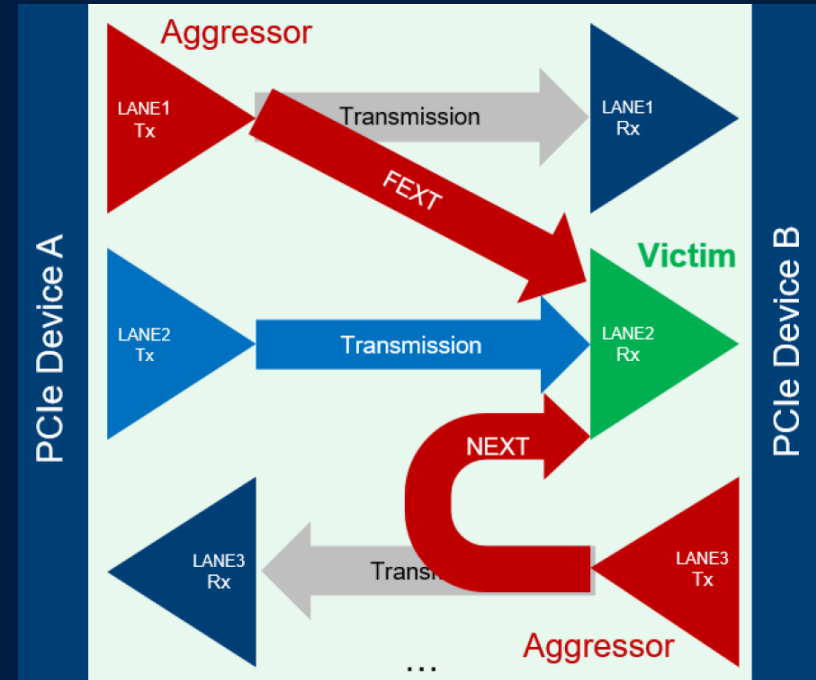 Aggressor
LANE1
Tx
Transmission
LANE1
Rx
FEXT
PCIe Device A
Victim
PCIe Device B
LANE2
Tx
Transmission
LANE2
Rx
NEXT
LANE3
Rx
LANE3
Tx
Aggressor
...